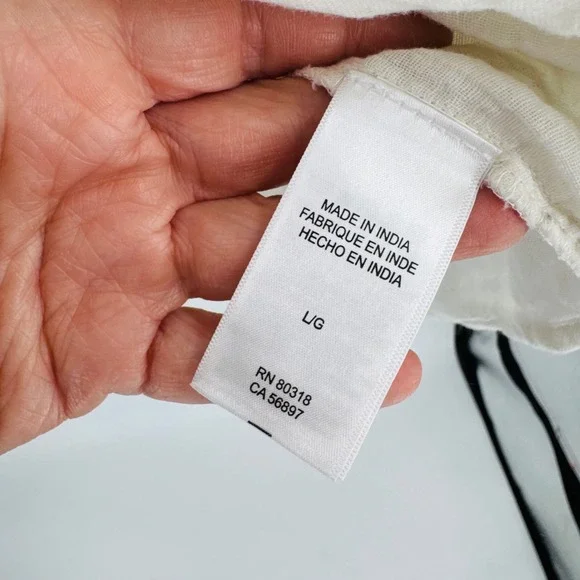 MADE IN INDIA
FABRIQUE EN INDE
HECHO EN INDIA
L/G
RN 80318
CA 56897